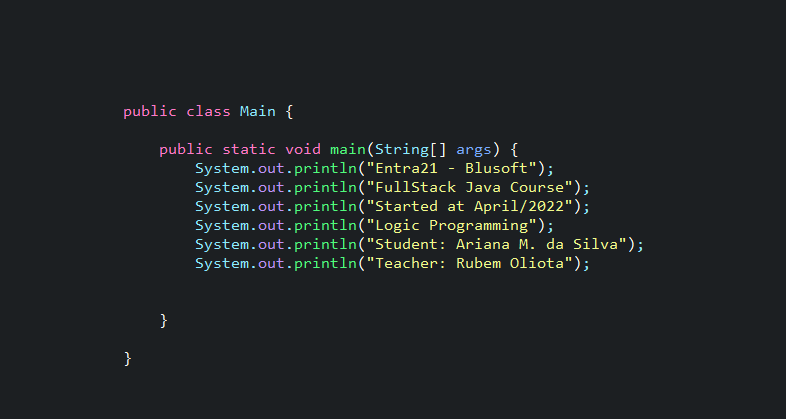 public class Main {
public static void main(String[] args) {
System.out.println("Entra21 - Blusoft");
System.out.println("FullStack Java Course");
System.out.println("Started at April/2022");
System.out.println("Logic Programming");
System.out.println("Student: Ariana M. da Silva");
System.out.println("Teacher: Rubem Oliota");
}
}